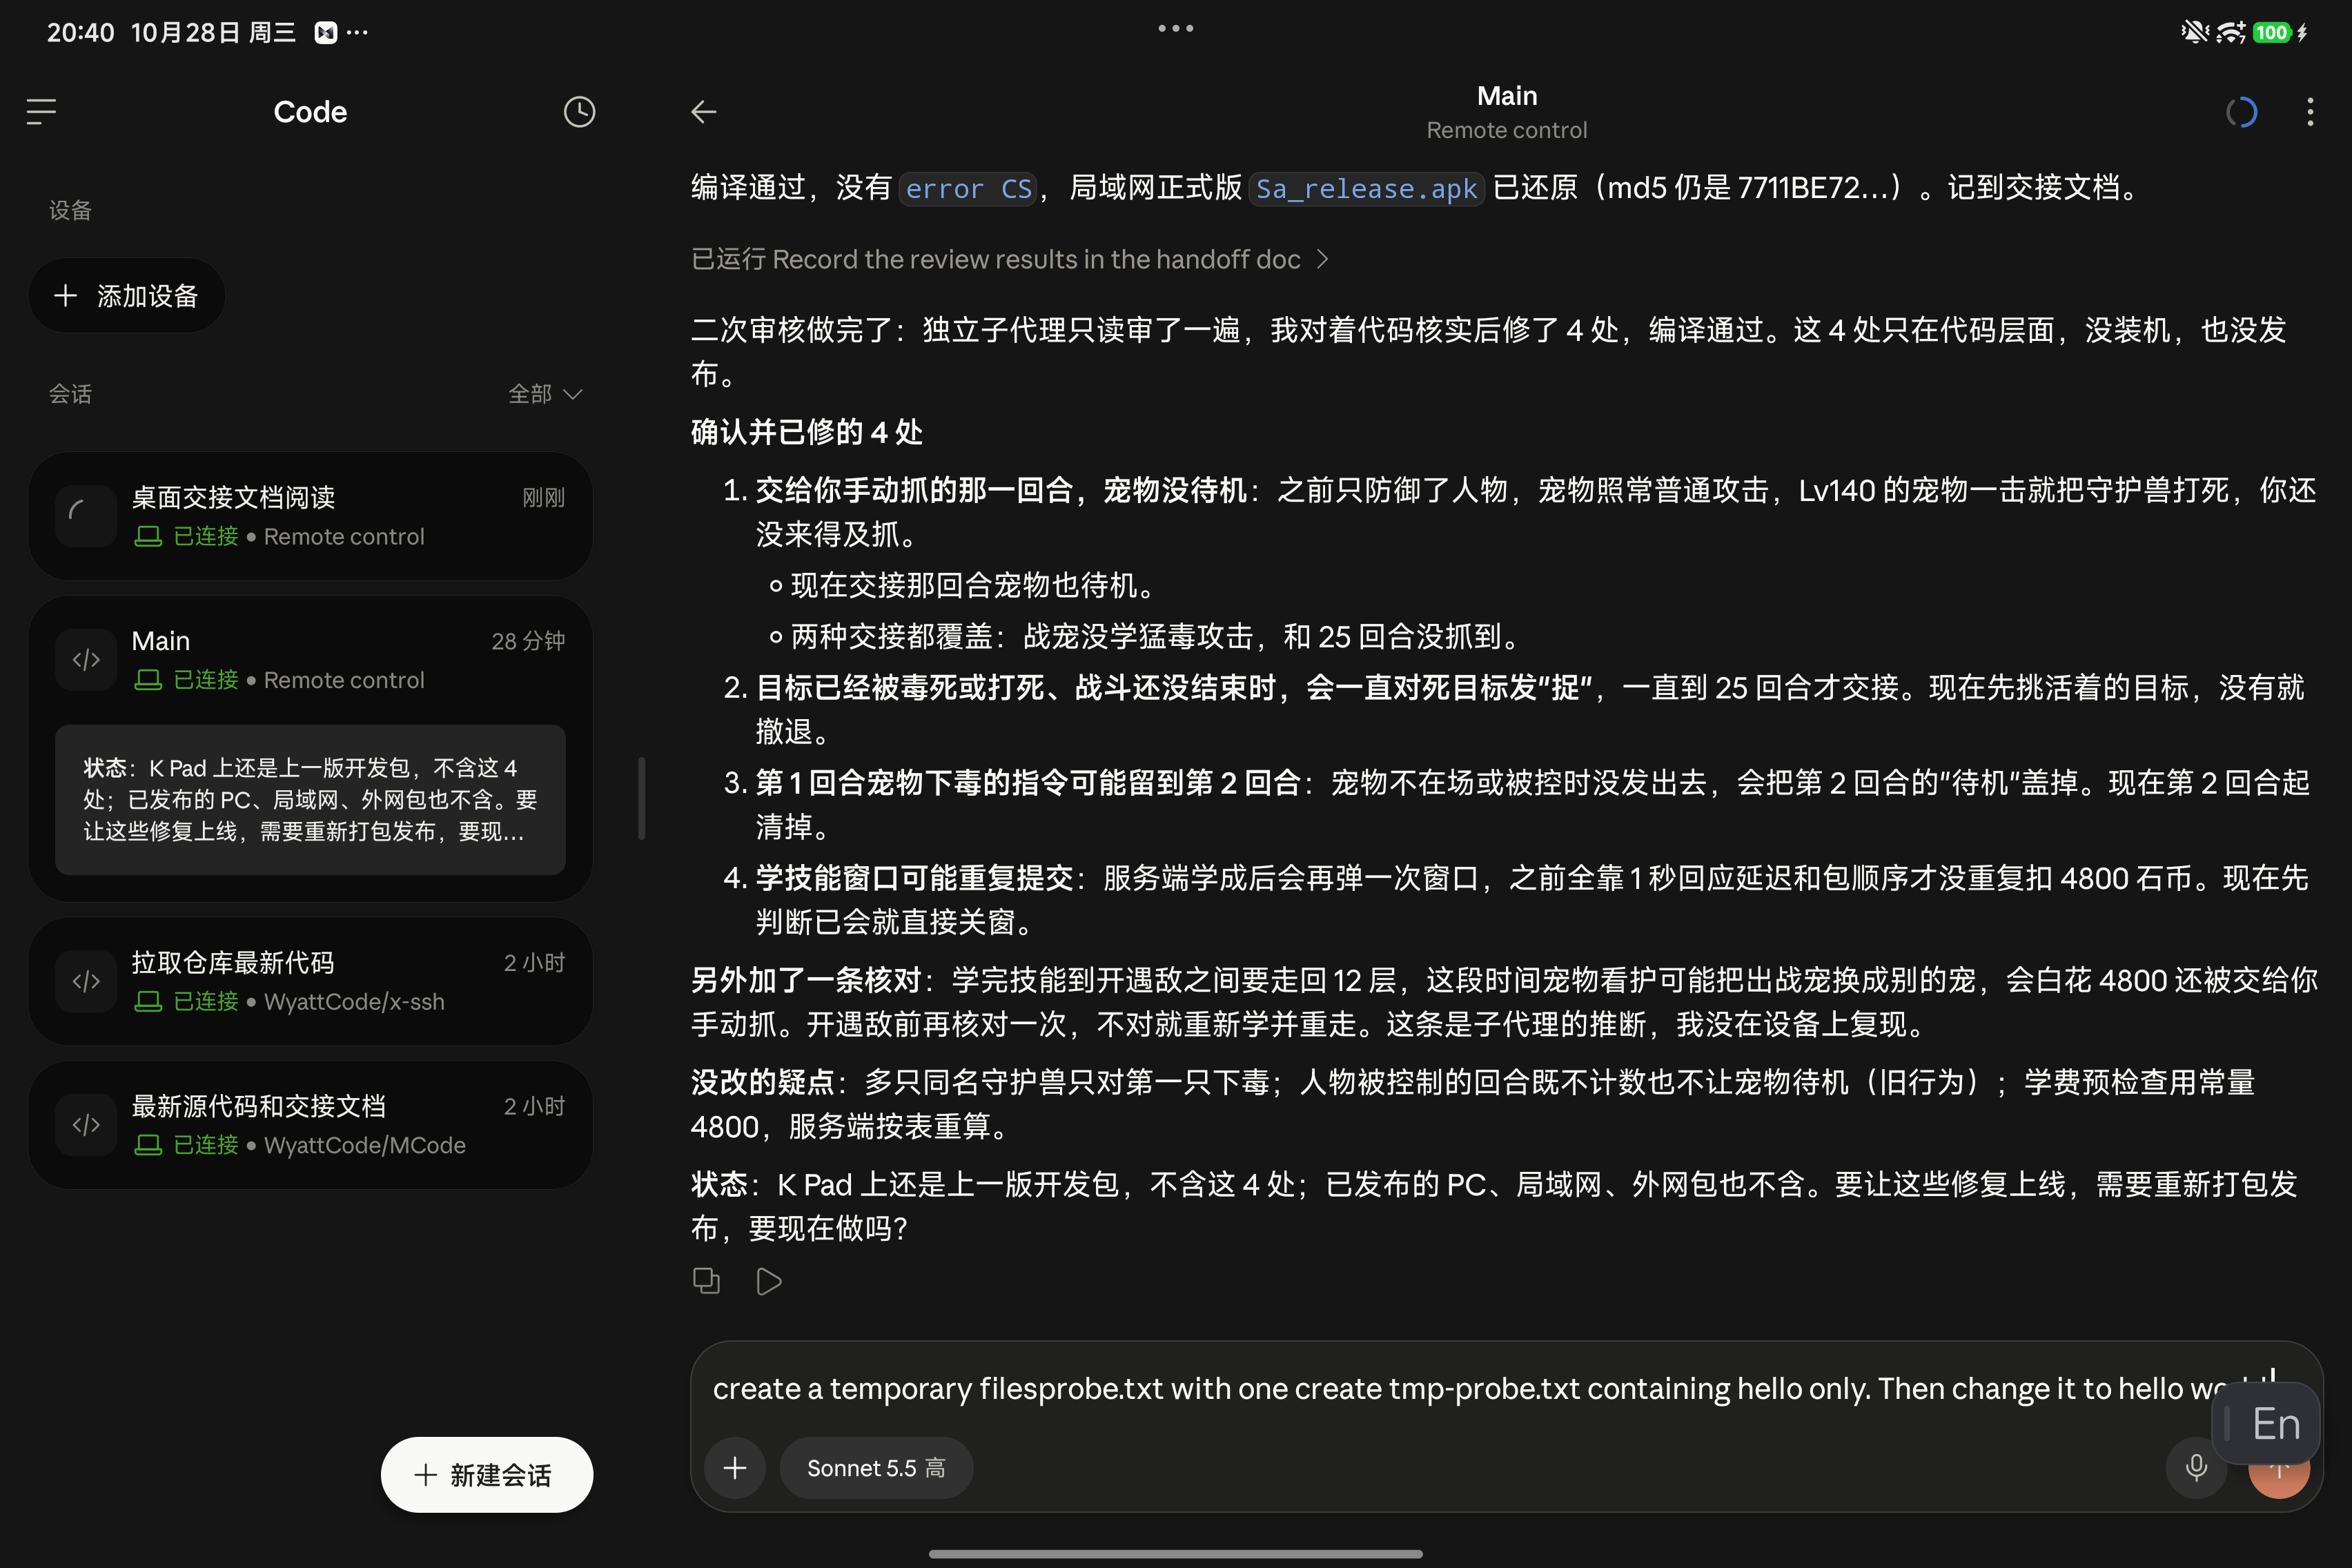 20:40 10月28日 周三
100
Code
设备
添加设备
会话
全部
桌面交接文档阅读
刚刚
已连接 • Remote control
Main
28 分钟
已连接 • Remote control
状态：K Pad 上还是上一版开发包，不含这 4
处；已发布的 PC、局域网、外网包也不含。要
让这些修复上线，需要重新打包发布，要现...
拉取仓库最新代码
2 小时
已连接 • WyattCode/x-ssh
最新源代码和交接文档
2 小时
已连接 • WyattCode/MCode
新建会话
Main
Remote control
编译通过，没有 error CS，局域网正式版 Sa_release.apk 已还原（md5 仍是 7711BE72…）。记到交接文档。
已运行 Record the review results in the handoff doc
二次审核做完了：独立子代理只读审了一遍，我对着代码核实后修了 4 处，编译通过。这 4 处只在代码层面，没装机，也没发
布。
确认并已修的 4 处
1. 交给你手动抓的那一回合，宠物没待机：之前只防御了人物，宠物照常普通攻击，Lv140 的宠物一击就把守护兽打死，你还
没来得及抓。
现在交接那回合宠物也待机。
两种交接都覆盖：战宠没学猛毒攻击，和 25 回合没抓到。
2. 目标已经被毒死或打死、战斗还没结束时，会一直对死目标发"捉"，一直到 25 回合才交接。现在先挑活着的目标，没有就
撤退。
3. 第 1 回合宠物下毒的指令可能留到第 2 回合：宠物不在场或被控时没发出去，会把第 2 回合的"待机"盖掉。现在第 2 回合起
清掉。
4. 学技能窗口可能重复提交：服务端学成后会再弹一次窗口，之前全靠 1 秒回应延迟和包顺序才没重复扣 4800 石币。现在先
判断已会就直接关窗。
另外加了一条核对：学完技能到开遇敌之间要走回 12 层，这段时间宠物看护可能把出战宠换成别的宠，会白花 4800 还被交给你
手动抓。开遇敌前再核对一次，不对就重新学并重走。这条是子代理的推断，我没在设备上复现。
没改的疑点：多只同名守护兽只对第一只下毒；人物被控制的回合既不计数也不让宠物待机（旧行为）；学费预检查用常量
4800，服务端按表重算。
状态：K Pad 上还是上一版开发包，不含这 4 处；已发布的 PC、局域网、外网包也不含。要让这些修复上线，需要重新打包发
布，要现在做吗？
create a temporary filesprobe.txt with one create tmp-probe.txt containing hello only. Then change it to hello
En
Sonnet 5.5 高